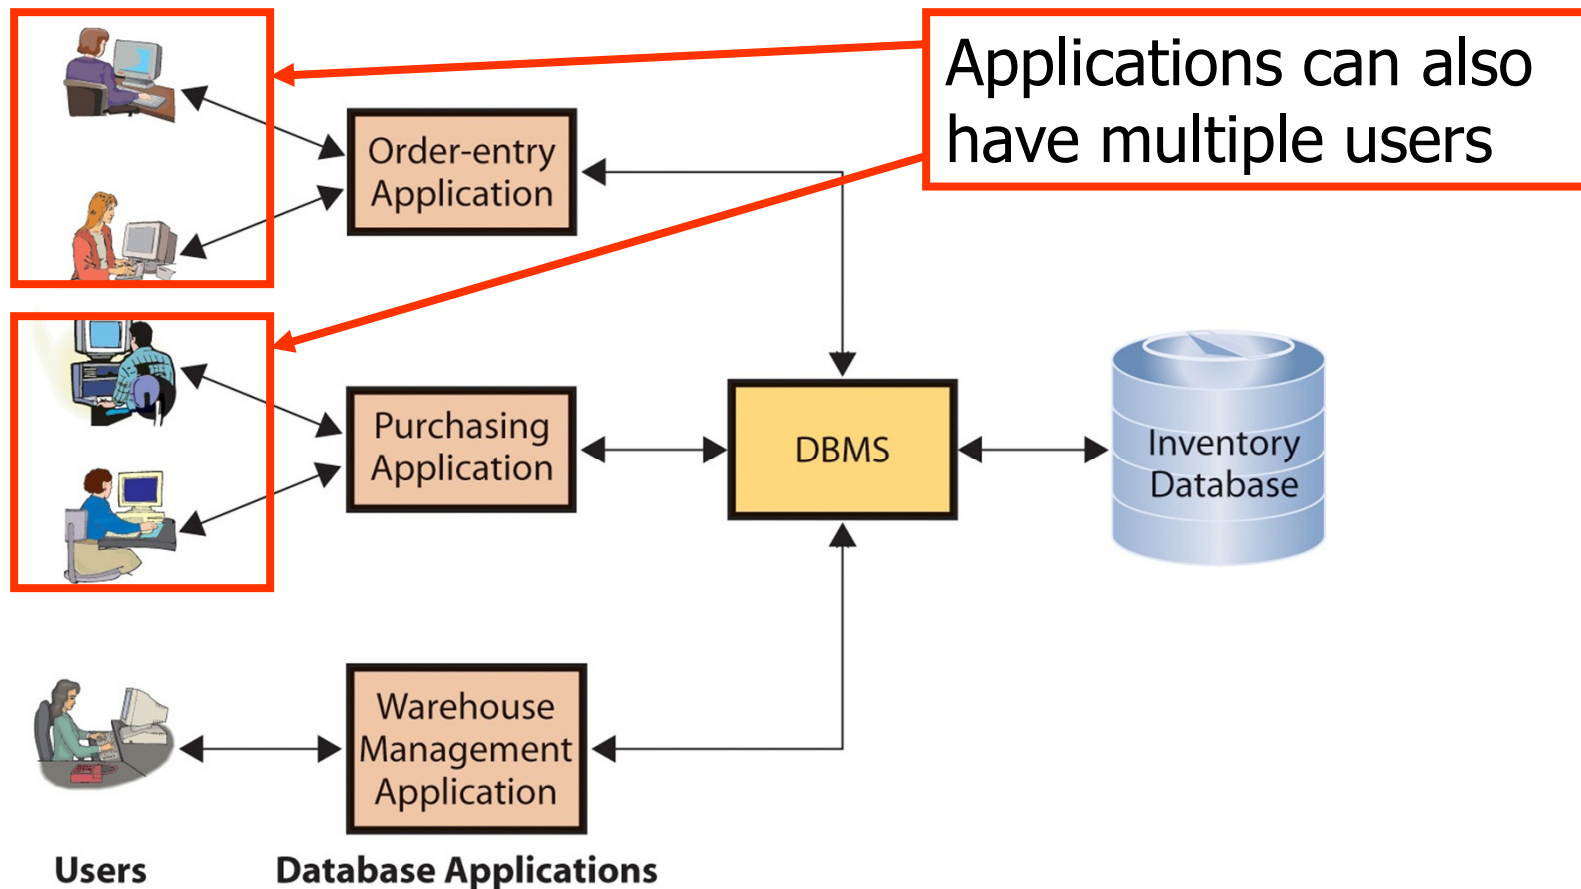 Applications can also
have multiple users
Order-entry
Application
Purchasing
Application
DBMS
Inventory
Database
Warehouse
Management
Application
Users
Database Applications